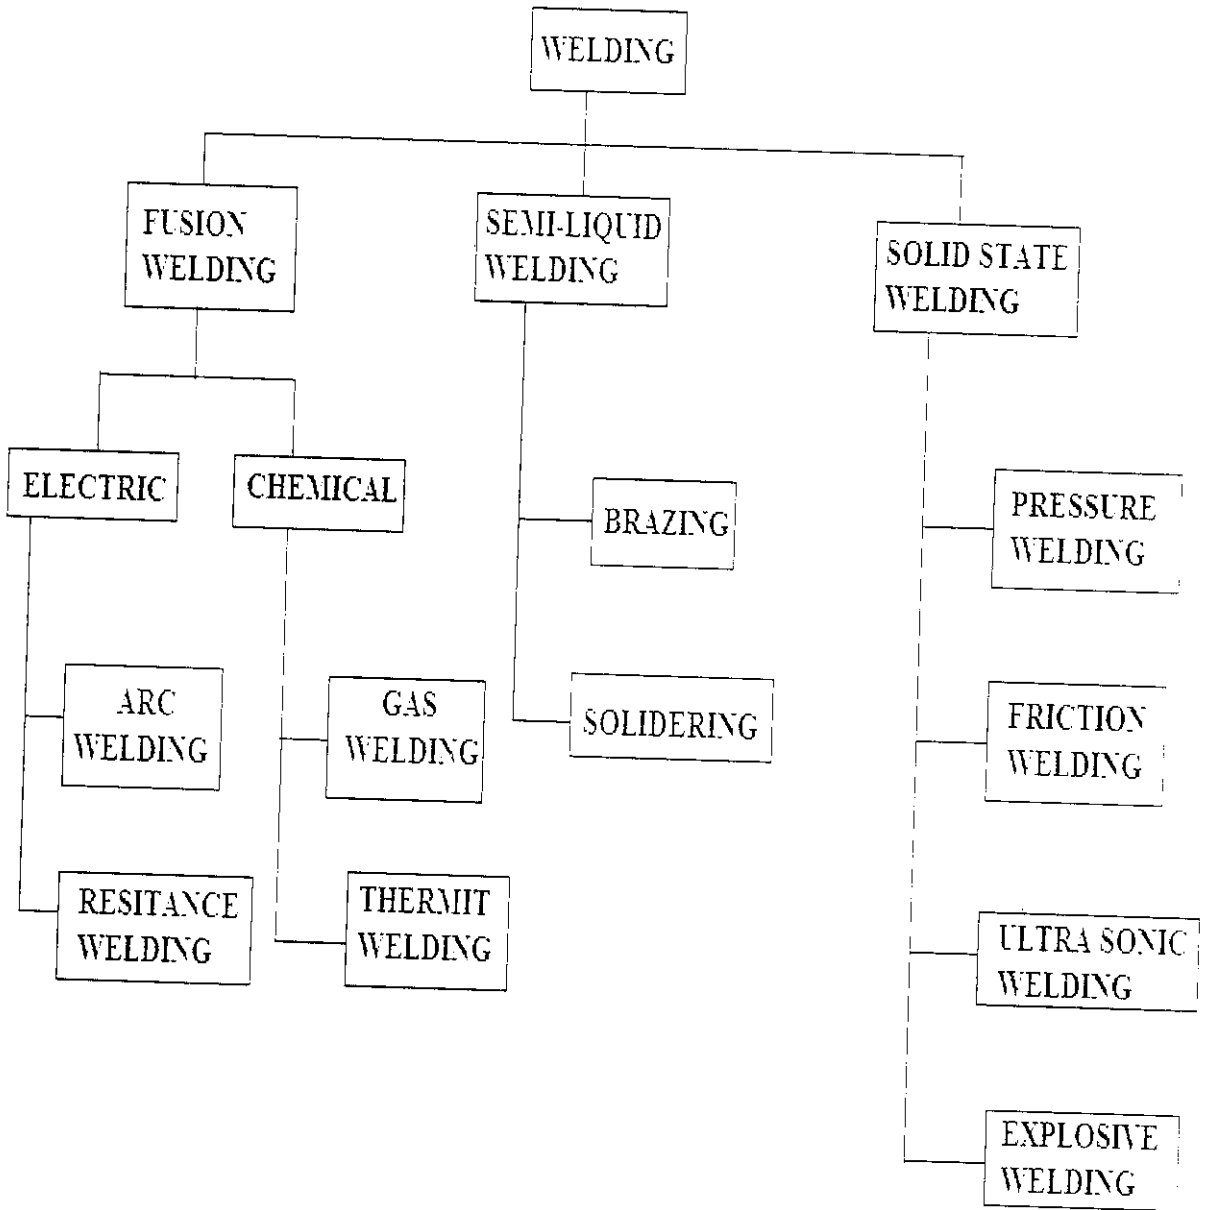 WELDING
FUSION
WELDING
SEMI-LIQUID
WELDING
SOLID STATE
WELDING
ELECTRIC
CHEMICAL
BRAZING
PRESSURE
WELDING
ARC
WELDING
GAS
WELDING
SOLIDERING
FRICTION
WELDING
RESITANCE
WELDING
THERMIT
WELDING
ULTRA SONIC
WELDING
EXPLOSIVE
WELDING